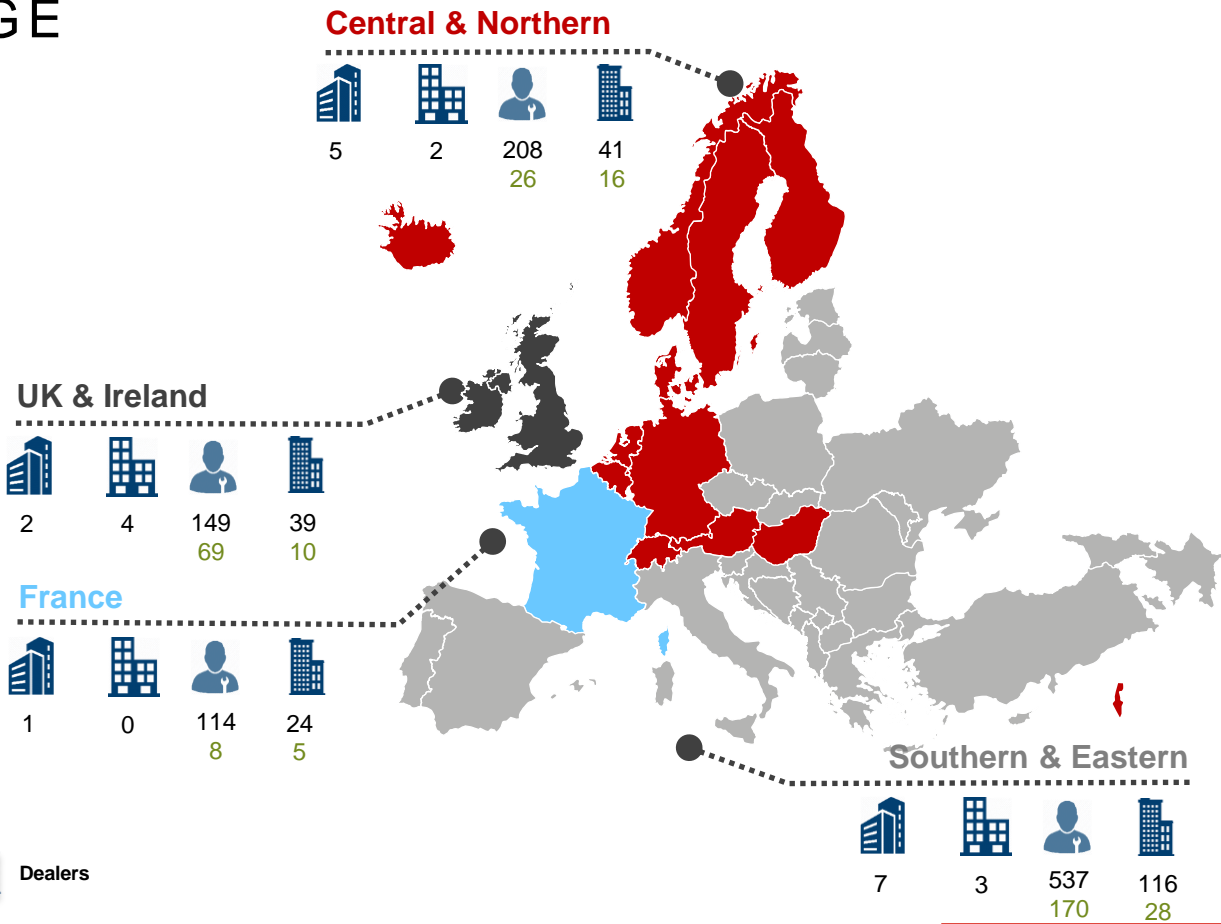 GE
Central & Northern
5 2 208 41
26 16
UK & Ireland
2 4 149 39
69 10
France
1 0 114 24
8 5
Southern & Eastern
7 3 537 116
170 28
Dealers